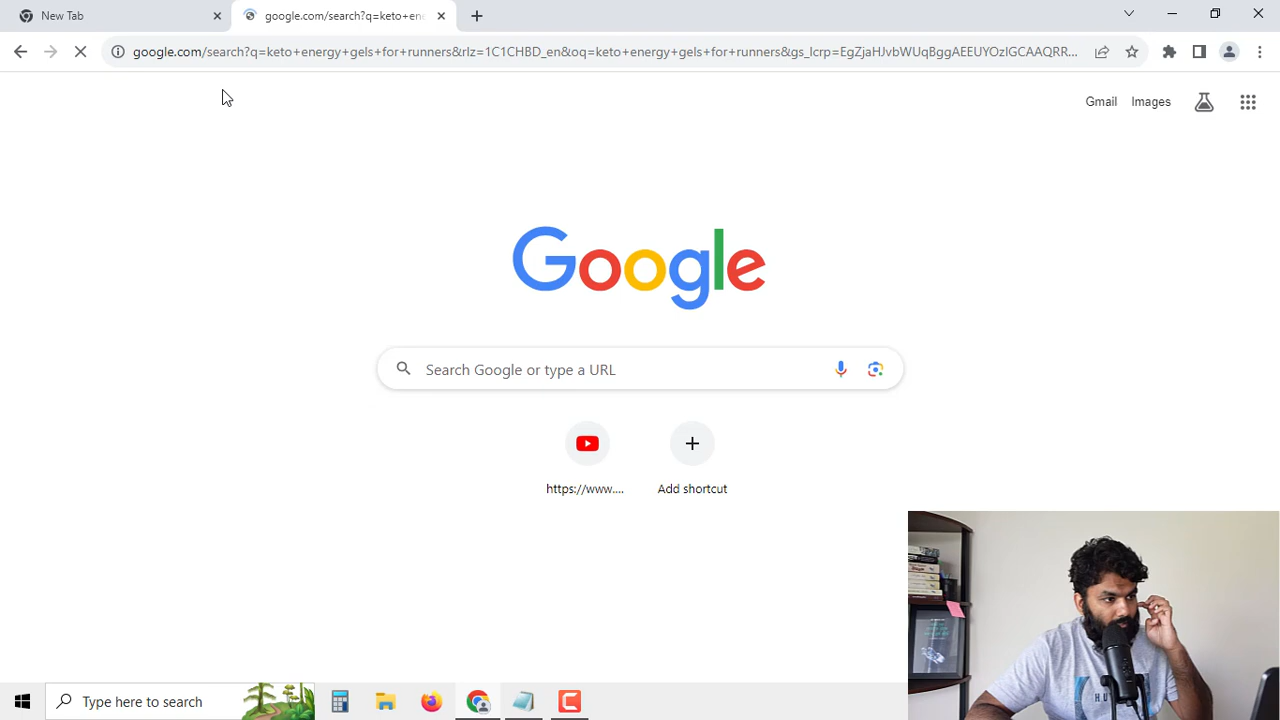 New Tab
google.com/search?q=keto+ene
google.com/search?q=keto+energy+gels+for+runners&rlz=1C1CHBD_en&oq=keto+energy+gels+for+runners&gs_lcrp=EgZjaHJvbWUqBggAEEUYOzIGCAAQRR...
Gmail Images
Google
Search Google or type a URL
https://www.... Add shortcut
Type here to search